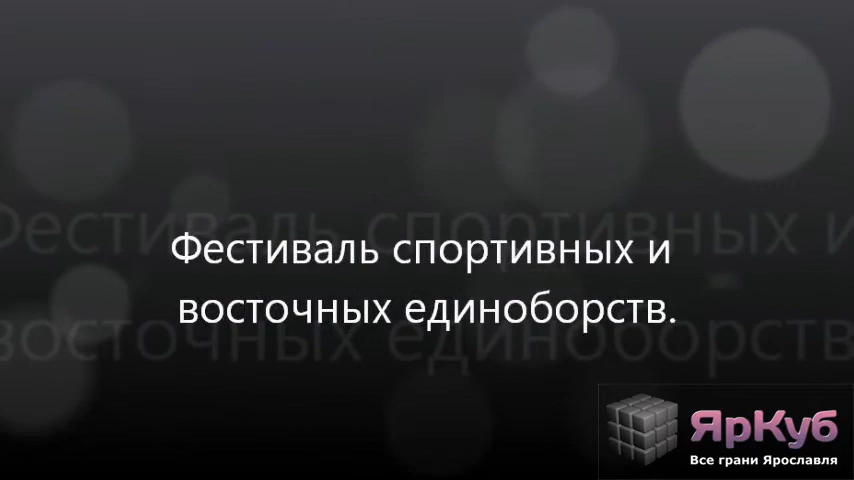 Фестиваль спортивных и
восточных единоборств.
ЯрКуб
Все грани Ярославля